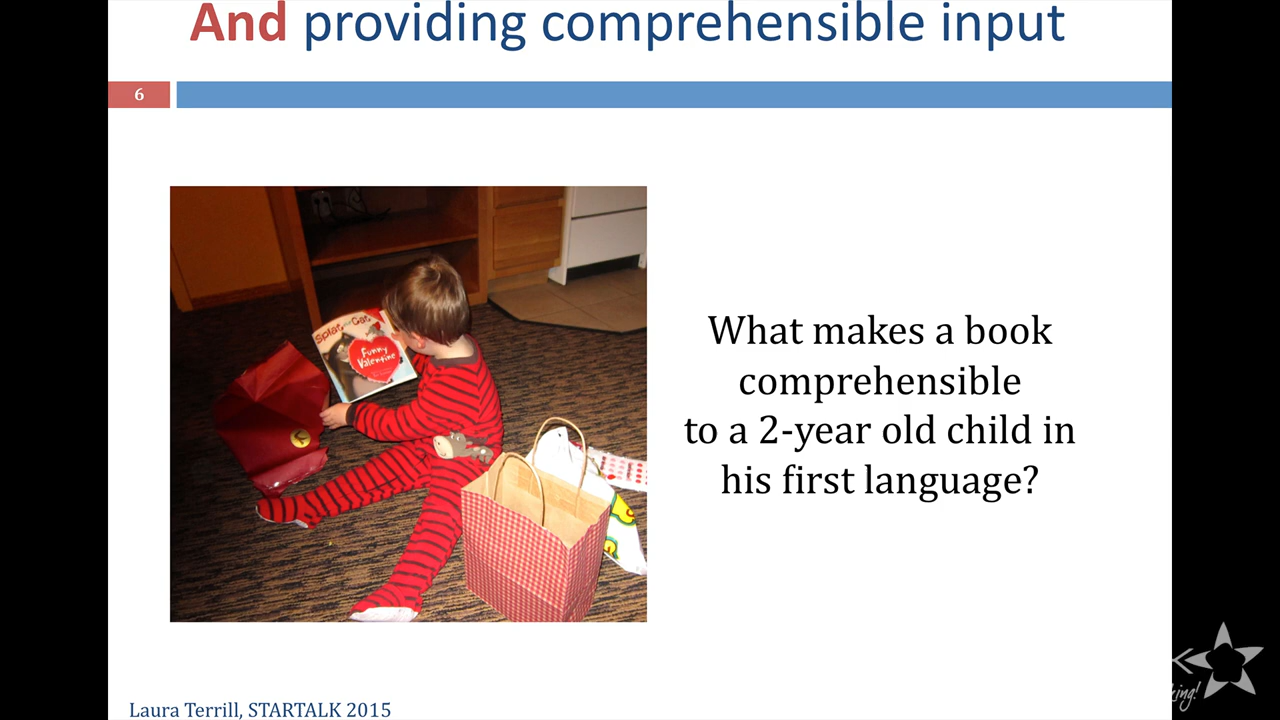 And providing comprehensible input
6
Splat the Cat
Funny
Valentine
What makes a book
comprehensible
to a 2-year old child in
his first language?
Laura Terrill, STARTALK 2015
king!